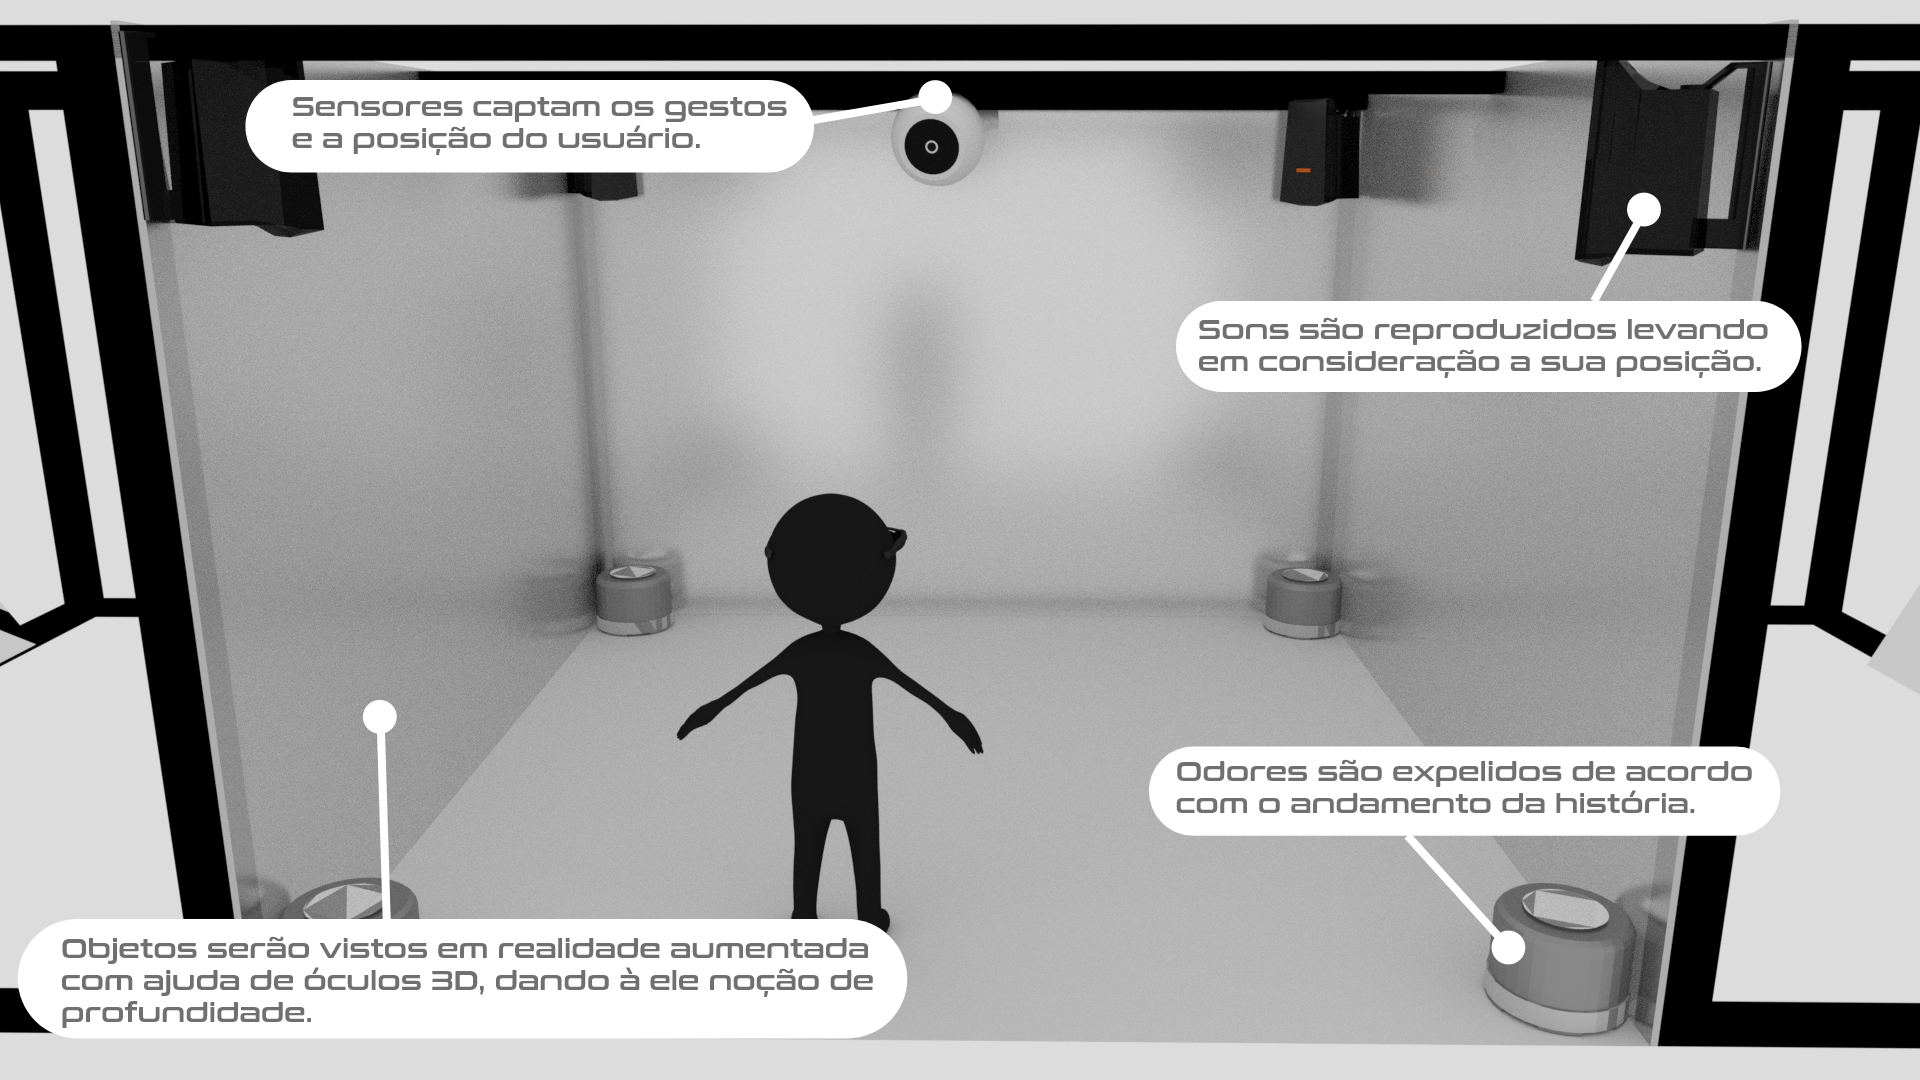 Sensores captam os gestos
e a posição do usuário.
Sons são reproduzidos levando
em consideração a sua posição.
Odores são expelidos de acordo
com o andamento da história.
Objetos serão vistos em realidade aumentada
com ajuda de óculos 3D, dando à ele noção de
profundidade.